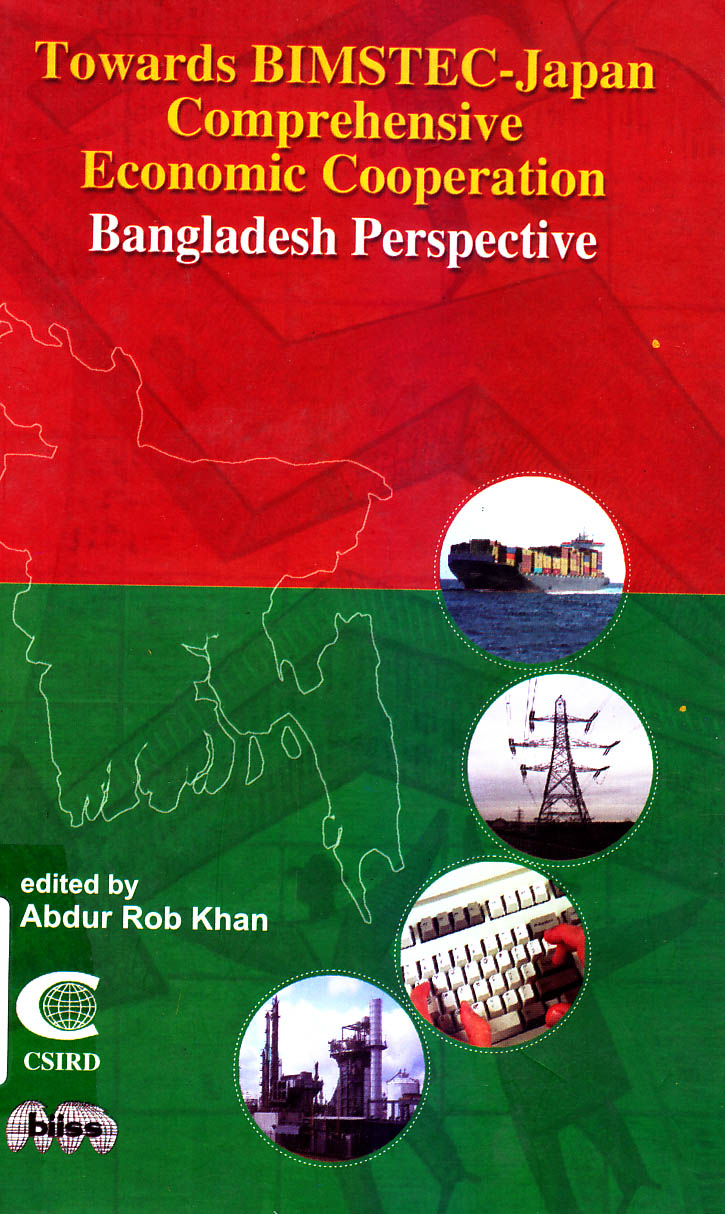 Towards BIMSTEC-Japan
Comprehensive
Economic Cooperation
Bangladesh Perspective
edited by
Abdur Rob Khan
CSIRD
biiss